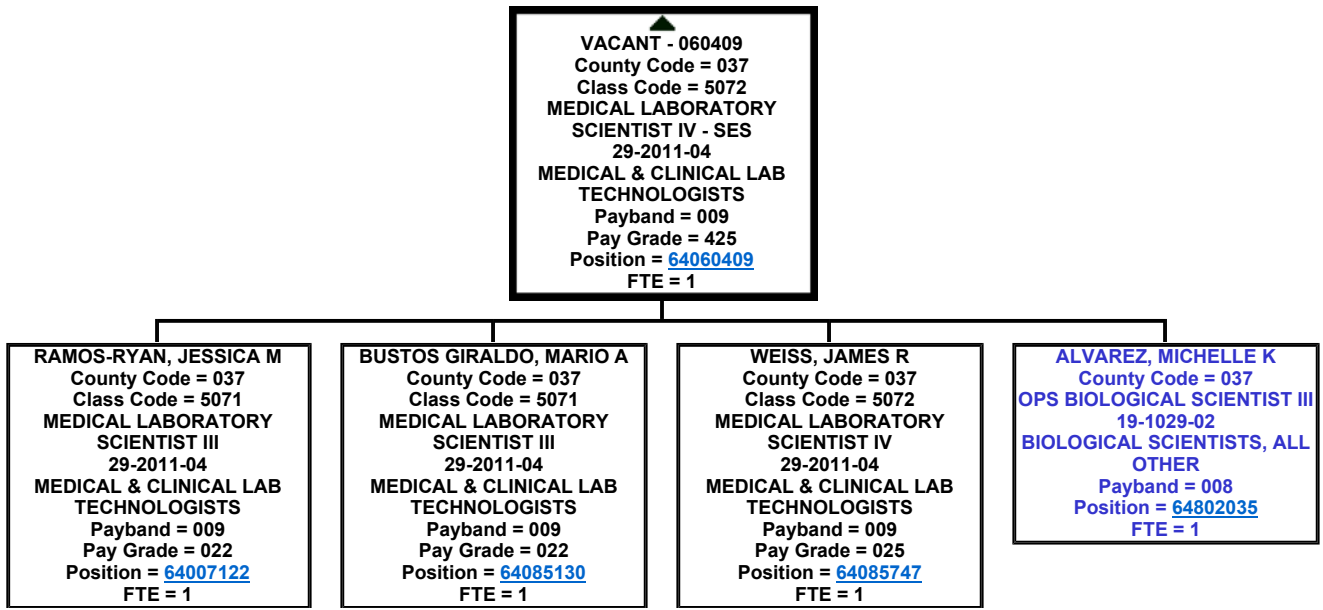 VACANT - 060409
County Code = 037
Class Code = 5072
MEDICAL LABORATORY
SCIENTIST IV - SES
29-2011-04
MEDICAL & CLINICAL LAB
TECHNOLOGISTS
Payband = 009
Pay Grade = 425
Position = 64060409
FTE = 1
RAMOS-RYAN, JESSICA M
County Code = 037
Class Code = 5071
MEDICAL LABORATORY
SCIENTIST III
29-2011-04
MEDICAL & CLINICAL LAB
TECHNOLOGISTS
Payband = 009
Pay Grade = 022
Position = 64007122
FTE = 1
BUSTOS GIRALDO, MARIO A
County Code = 037
Class Code = 5071
MEDICAL LABORATORY
SCIENTIST III
29-2011-04
MEDICAL & CLINICAL LAB
TECHNOLOGISTS
Payband = 009
Pay Grade = 022
Position = 64085130
FTE = 1
WEISS, JAMES R
County Code = 037
Class Code = 5072
MEDICAL LABORATORY
SCIENTIST IV
29-2011-04
MEDICAL & CLINICAL LAB
TECHNOLOGISTS
Payband = 009
Pay Grade = 025
Position = 64085747
FTE = 1
ALVAREZ, MICHELLE K
County Code = 037
OPS BIOLOGICAL SCIENTIST III
19-1029-02
BIOLOGICAL SCIENTISTS, ALL
OTHER
Payband = 008
Position = 64802035
FTE = 1